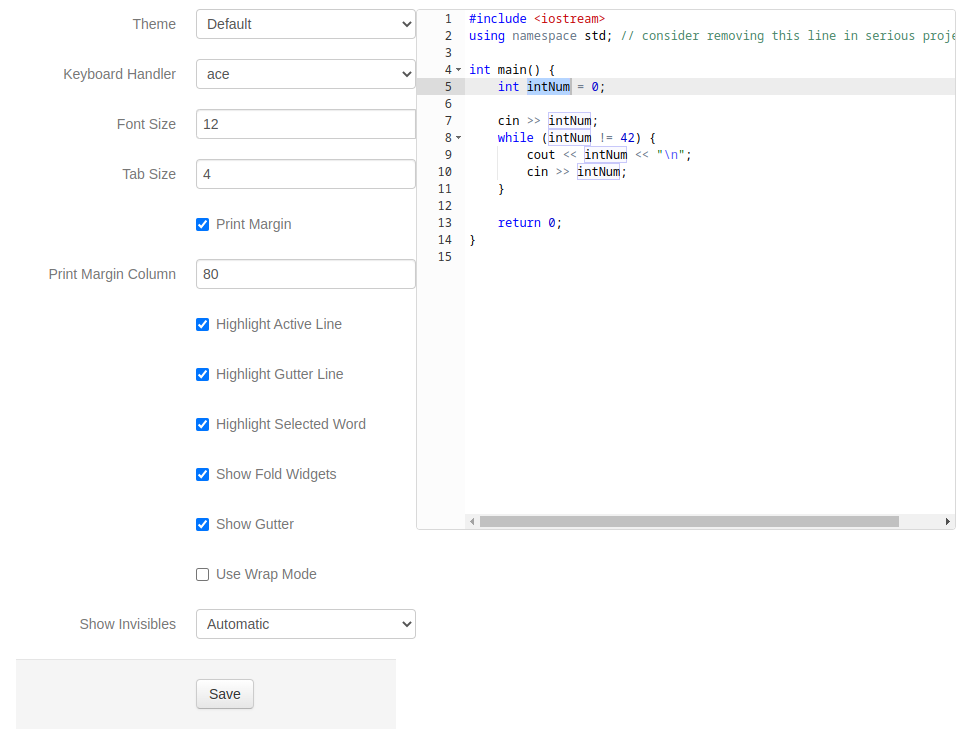 Theme Default
Keyboard Handler ace
Font Size 12
Tab Size 4
Print Margin
Print Margin Column 80
Highlight Active Line
Highlight Gutter Line
Highlight Selected Word
Show Fold Widgets
Show Gutter
Use Wrap Mode
Show Invisibles Automatic
Save
1 #include <iostream>
2 using namespace std; // consider removing this line in serious proje
3
4 int main() {
5     int intNum = 0;
6
7     cin >> intNum;
8     while (intNum != 42) {
9         cout << intNum << "\n";
10         cin >> intNum;
11     }
12
13     return 0;
14 }
15